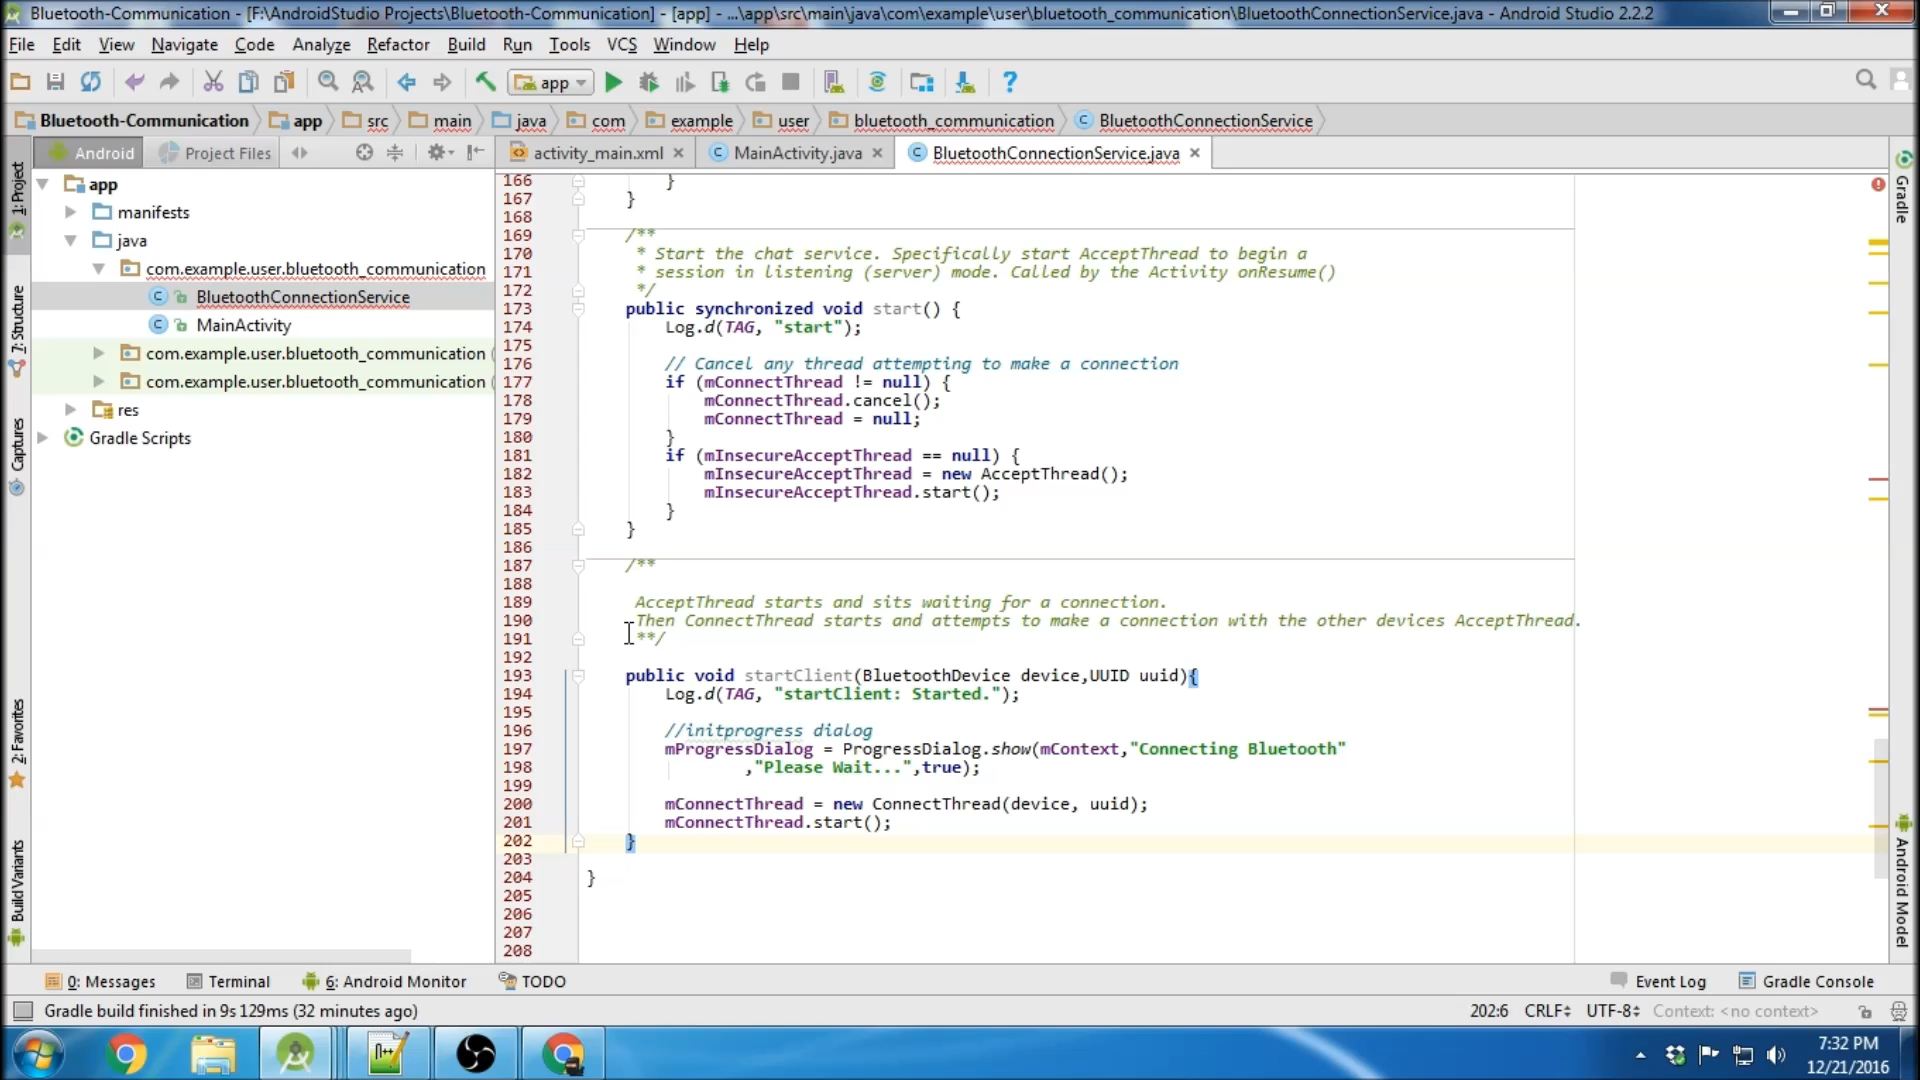 Bluetooth-Communication - [F:\AndroidStudio Projects\Bluetooth-Communication] - [app] - ...\app\src\main\java\com\example\user\bluetooth_communication\BluetoothConnectionService.java - Android Studio 2.2.2
File Edit View Navigate Code Analyze Refactor Build Run Tools VCS Window Help
app
Bluetooth-Communication app src main java com example user bluetooth_communication BluetoothConnectionService
Android Project Files
activity_main.xml MainActivity.java BluetoothConnectionService.java
1: Project
7: Structure
Captures
2: Favorites
Build Variants
app
manifests
java
com.example.user.bluetooth_communication
BluetoothConnectionService
MainActivity
com.example.user.bluetooth_communication (
com.example.user.bluetooth_communication (
res
Gradle Scripts
166 }
167 }
168
169 /**
170 * Start the chat service. Specifically start AcceptThread to begin a
171 * session in listening (server) mode. Called by the Activity onResume()
172 */
173 public synchronized void start() {
174 Log.d(TAG, "start");
175
176 // Cancel any thread attempting to make a connection
177 if (mConnectThread != null) {
178 mConnectThread.cancel();
179 mConnectThread = null;
180 }
181 if (mInsecureAcceptThread == null) {
182 mInsecureAcceptThread = new AcceptThread();
183 mInsecureAcceptThread.start();
184 }
185 }
186
187 /**
188
189 AcceptThread starts and sits waiting for a connection.
190 Then ConnectThread starts and attempts to make a connection with the other devices AcceptThread.
191 **/
192
193 public void startClient(BluetoothDevice device,UUID uuid){
194 Log.d(TAG, "startClient: Started.");
195
196 //initprogress dialog
197 mProgressDialog = ProgressDialog.show(mContext,"Connecting Bluetooth"
198 ,"Please Wait...",true);
199
200 mConnectThread = new ConnectThread(device, uuid);
201 mConnectThread.start();
202 }
203
204 }
205
206
207
208
Gradle
Android Model
0: Messages Terminal 6: Android Monitor TODO Event Log Gradle Console
Gradle build finished in 9s 129ms (32 minutes ago) 202:6 CRLF UTF-8 Context: <no context>
7:32 PM
12/21/2016